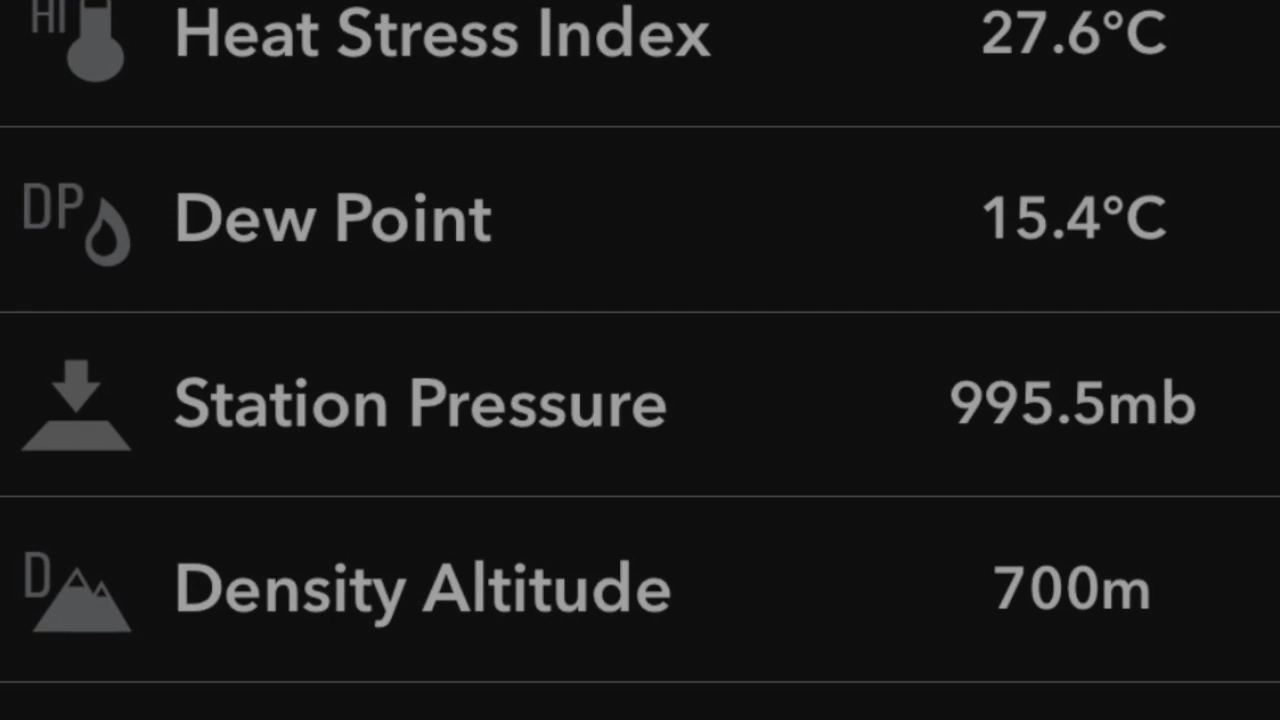 HI Heat Stress Index 27.6°C
DP Dew Point 15.4°C
Station Pressure 995.5mb
D Density Altitude 700m